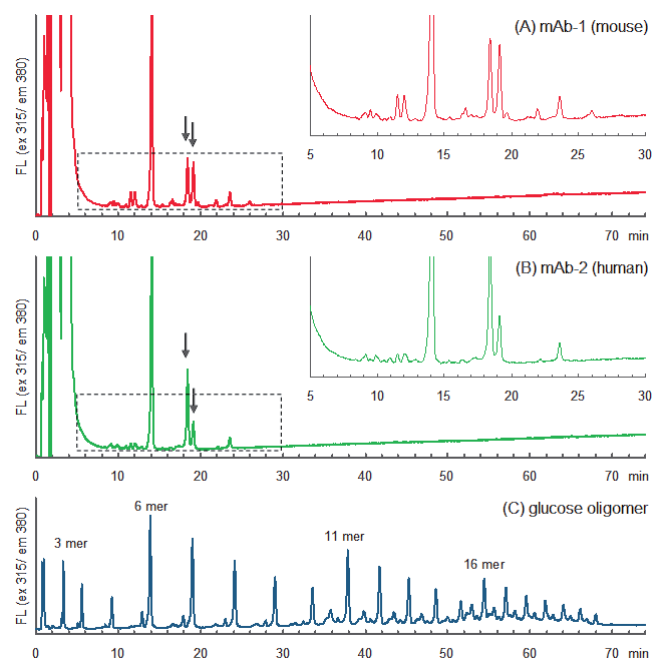 (A) mAb-1 (mouse)
FL (ex 315/ em 380)
5 10 15 20 25 30
0 10 20 30 40 50 60 70 min
(B) mAb-2 (human)
FL (ex 315/ em 380)
5 10 15 20 25 30
0 10 20 30 40 50 60 70 min
(C) glucose oligomer
FL (ex 315/ em 380)
3 mer
6 mer
11 mer
16 mer
0 10 20 30 40 50 60 70 min